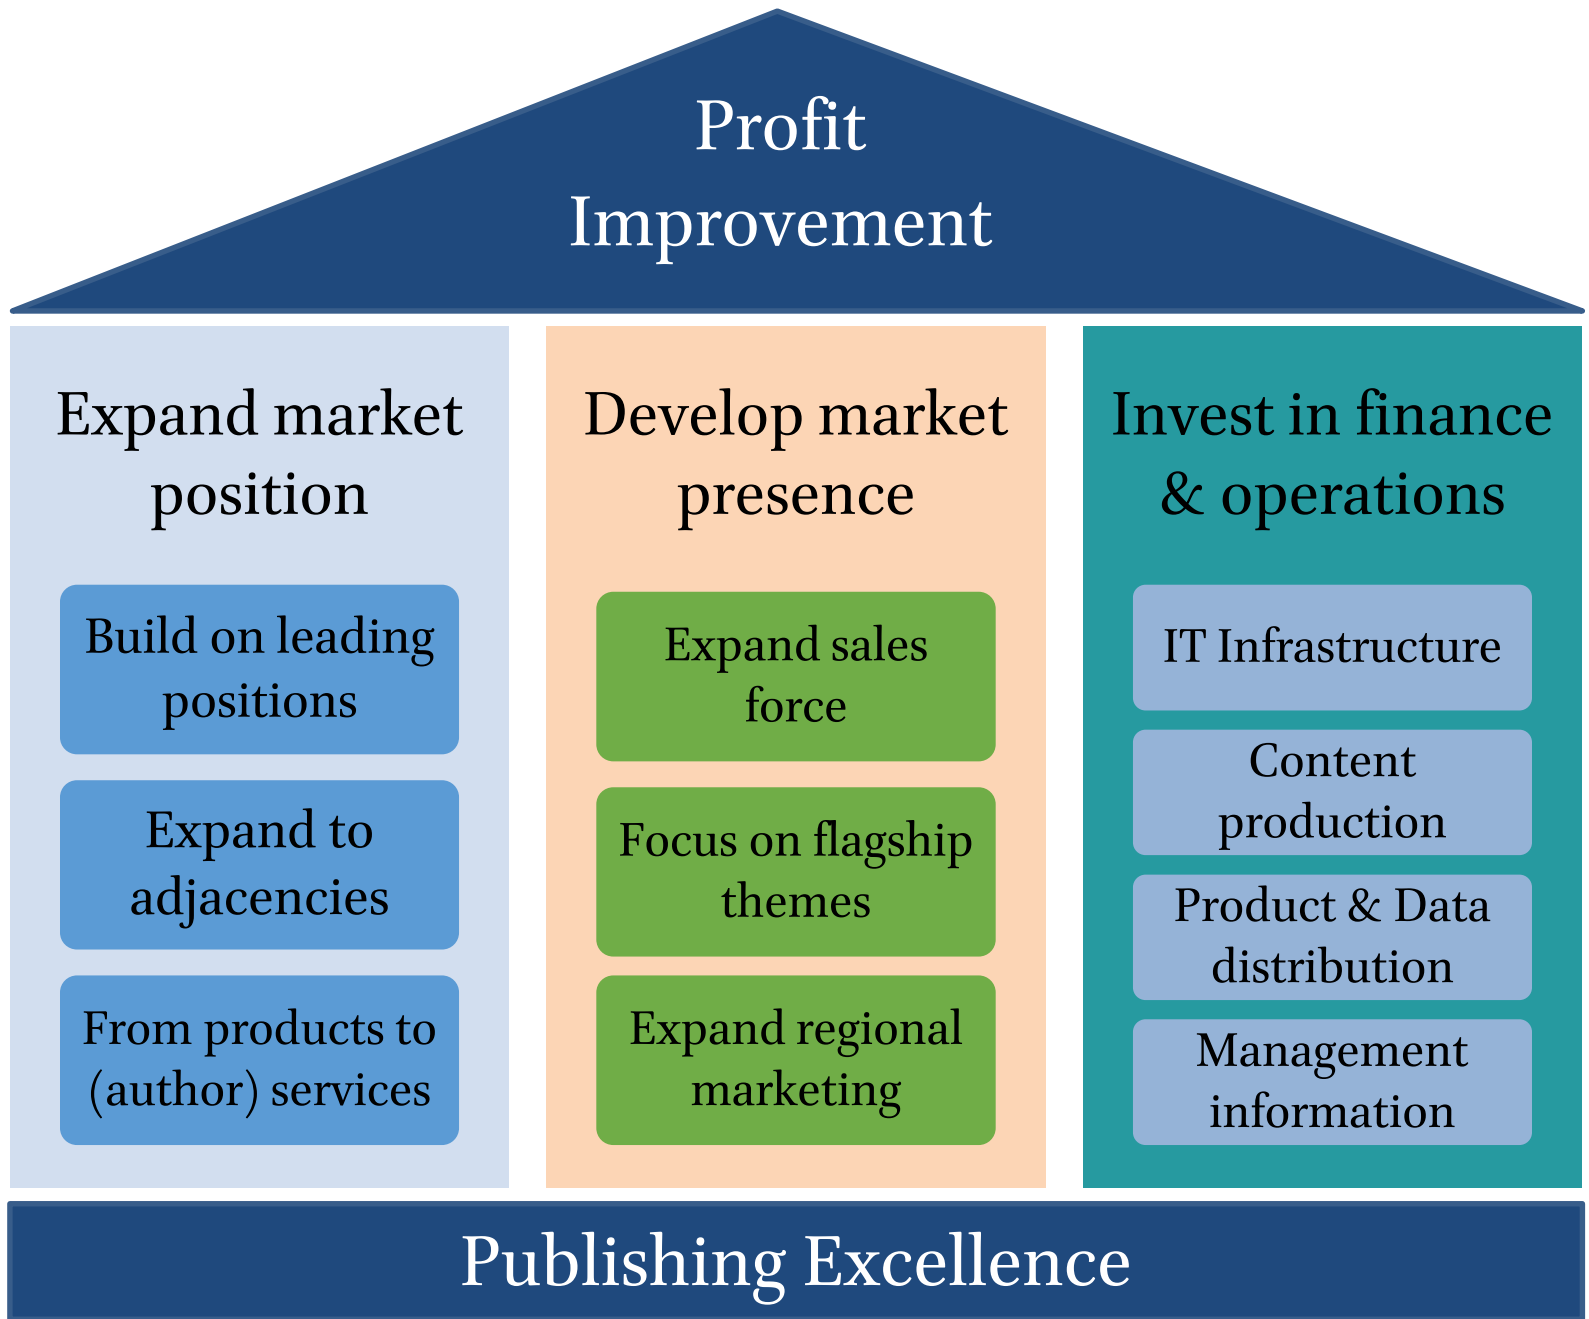 Profit
Improvement
Expand market
position
Build on leading
positions
Expand to
adjacencies
From products to
(author) services
Develop market
presence
Expand sales
force
Focus on flagship
themes
Expand regional
marketing
Invest in finance
& operations
IT Infrastructure
Content
production
Product & Data
distribution
Management
information
Publishing Excellence